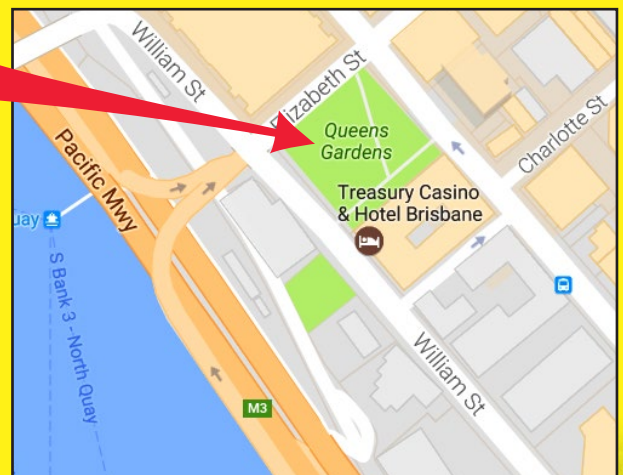 William St
Elizabeth St
Queens
Gardens
Charlotte St
Pacific Mwy
Treasury Casino
& Hotel Brisbane
uay
S Bank 3 - North Quay
William St
M3